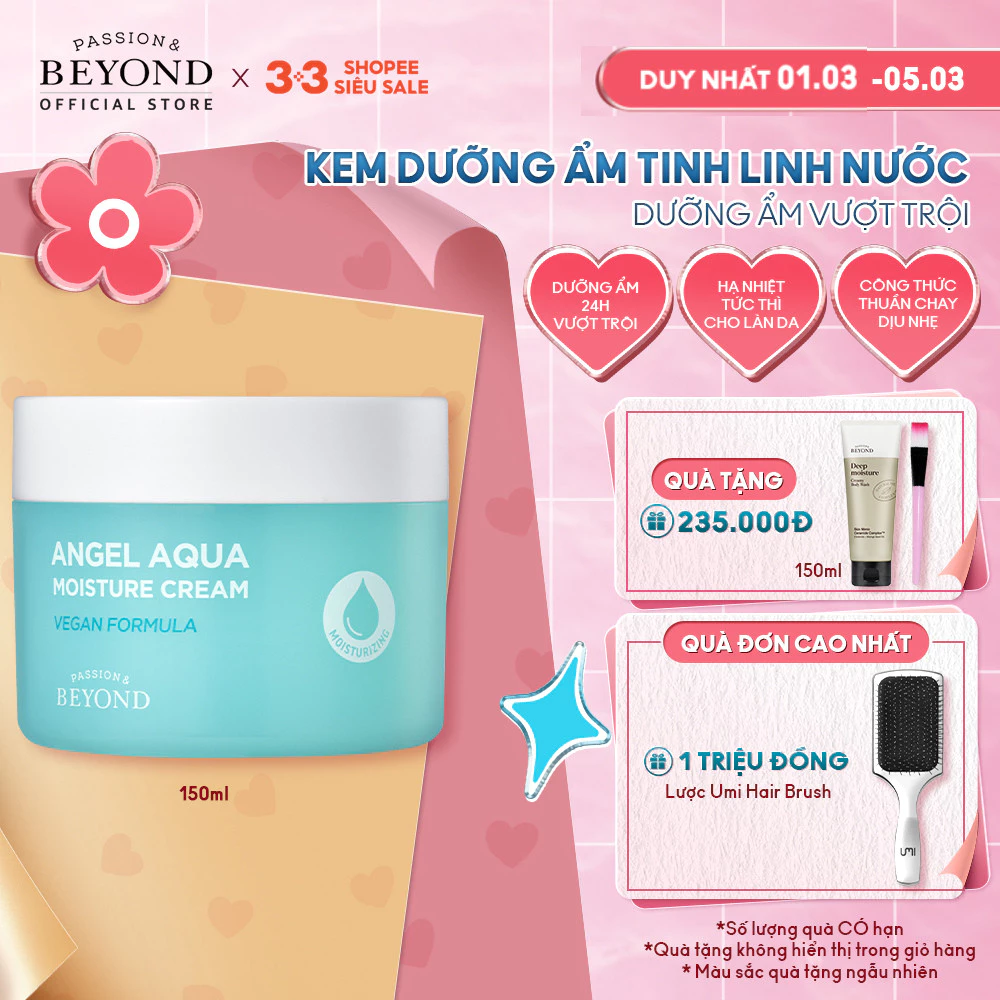 PASSION &
BEYOND
OFFICIAL STORE
X
3.3 SHOPEE
SIÊU SALE
DUY NHẤT 01.03 -05.03
KEM DƯỠNG ẨM TINH LINH NƯỚC
DƯỠNG ẨM VƯỢT TRỘI
DƯỠNG ẨM
24H
VƯỢT TRỘI
HẠ NHIỆT
TỨC THÌ
CHO LÀN DA
CÔNG THỨC
THUẦN CHAY
DỊU NHẸ
ANGEL AQUA
MOISTURE CREAM
VEGAN FORMULA
MOISTURIZING
PASSION &
BEYOND
150ml
QUÀ TẶNG
235.000Đ
PASSION &
BEYOND
Deep
moisture
Creamy
Body Wash
150ml
QUÀ ĐƠN CAO NHẤT
1 TRIỆU ĐỒNG
Lược Umi Hair Brush
UMI
*Số lượng quà CÓ hạn
*Quà tặng không hiển thị trong giỏ hàng
* Màu sắc quà tặng ngẫu nhiên